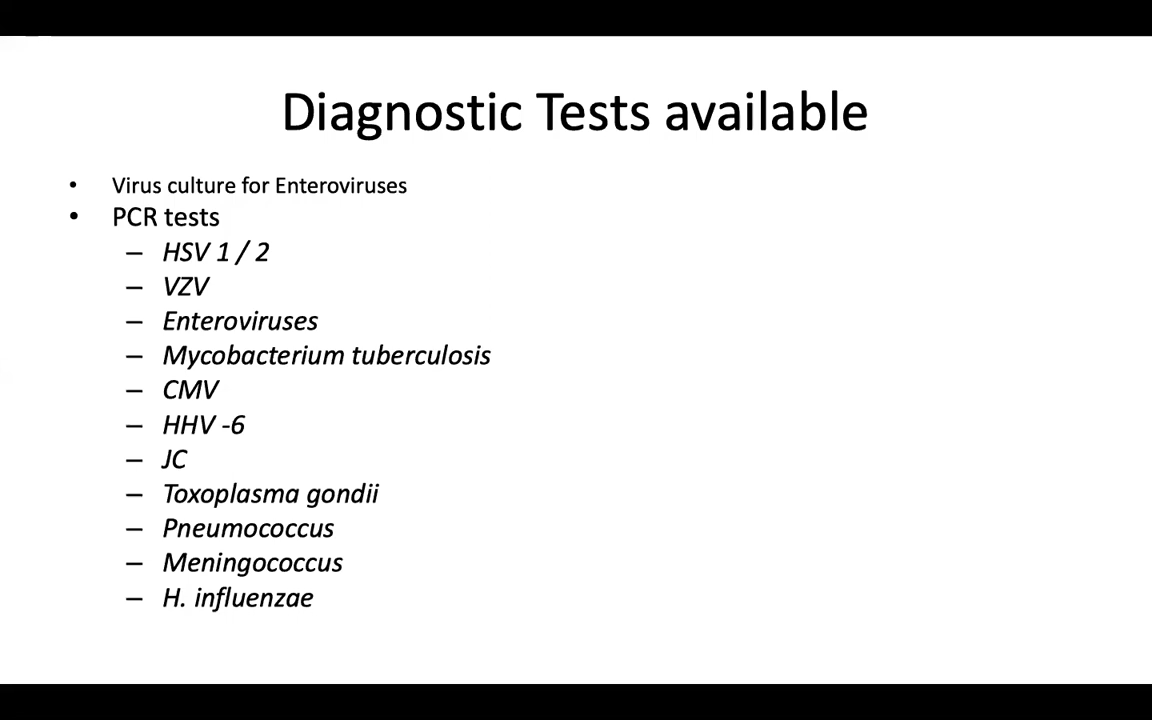 Diagnostic Tests available
• Virus culture for Enteroviruses
• PCR tests
– HSV 1 / 2
– VZV
– Enteroviruses
– Mycobacterium tuberculosis
– CMV
– HHV -6
– JC
– Toxoplasma gondii
– Pneumococcus
– Meningococcus
– H. influenzae